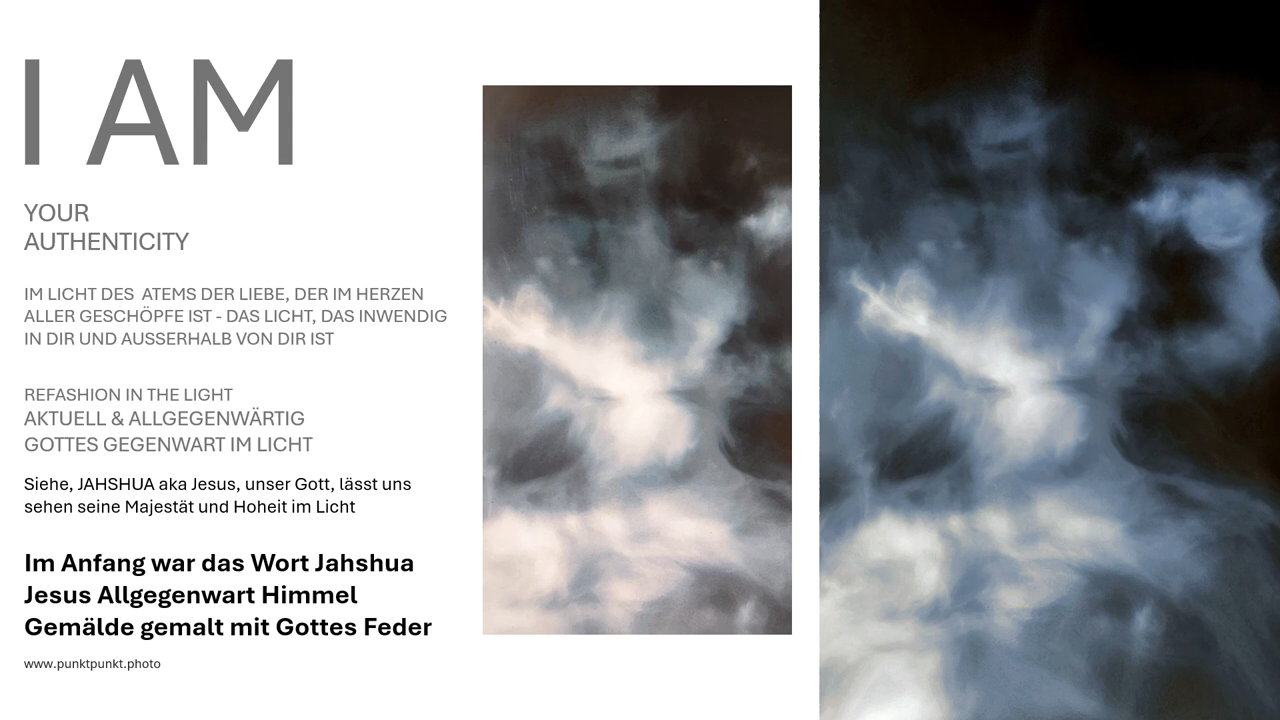 I AM
YOUR
AUTHENTICITY
IM LICHT DES  ATEMS DER LIEBE, DER IM HERZEN
ALLER GESCHÖPFE IST - DAS LICHT, DAS INWENDIG
IN DIR UND AUSSERHALB VON DIR IST
REFASHION IN THE LIGHT
AKTUELL & ALLGEGENWÄRTIG
GOTTES GEGENWART IM LICHT
Siehe, JAHSHUA aka Jesus, unser Gott, lässt uns
sehen seine Majestät und Hoheit im Licht
Im Anfang war das Wort Jahshua
Jesus Allgegenwart Himmel
Gemälde gemalt mit Gottes Feder
www.punktpunkt.photo